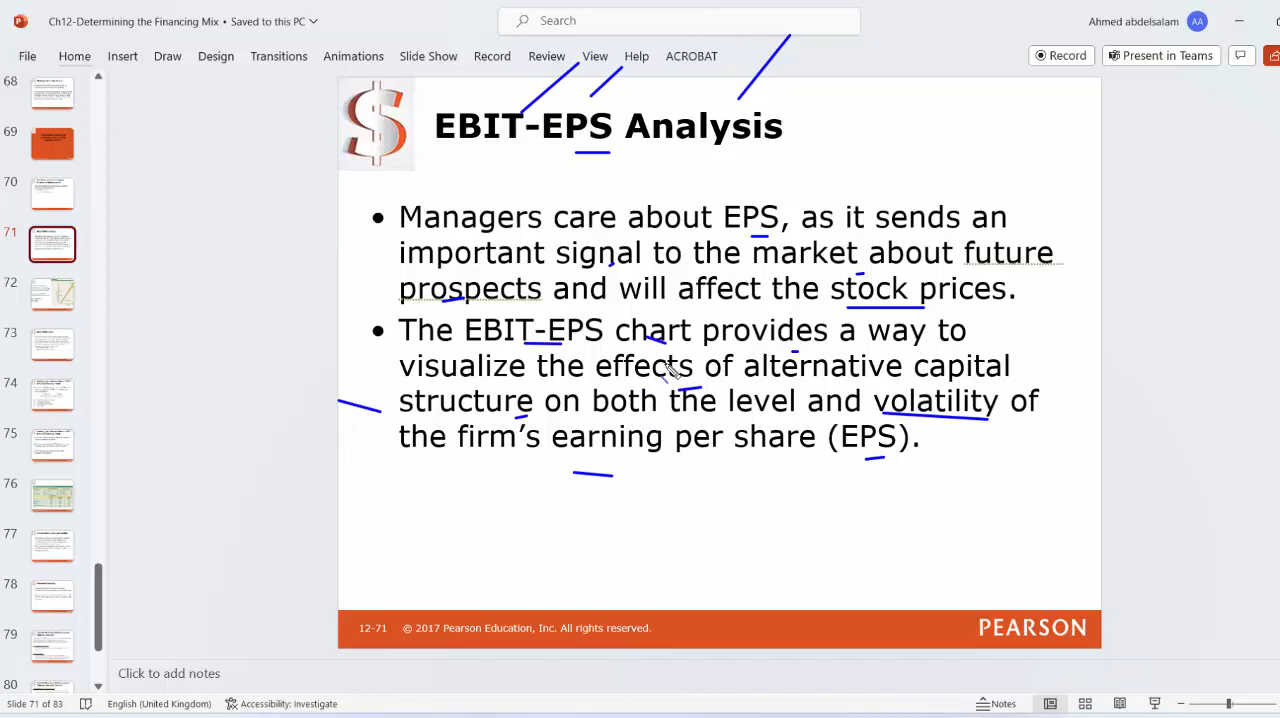 Ch12-Determining the Financing Mix • Saved to this PC
Search
Ahmed abdelsalam
AA
File Home Insert Draw Design Transitions Animations Slide Show Record Review View Help ACROBAT
Record
Present in Teams
68
69
70
71
72
73
74
75
76
77
78
79
80
EBIT-EPS Analysis
• Managers care about EPS, as it sends an
important signal to the market about future
prospects and will affect the stock prices.
• The EBIT-EPS chart provides a way to
visualize the effects of alternative capital
structure on both the level and volatility of
the firm’s earning per share (EPS).
12-71 © 2017 Pearson Education, Inc. All rights reserved.
PEARSON
Click to add notes
Slide 71 of 83 English (United Kingdom) Accessibility: Investigate Notes